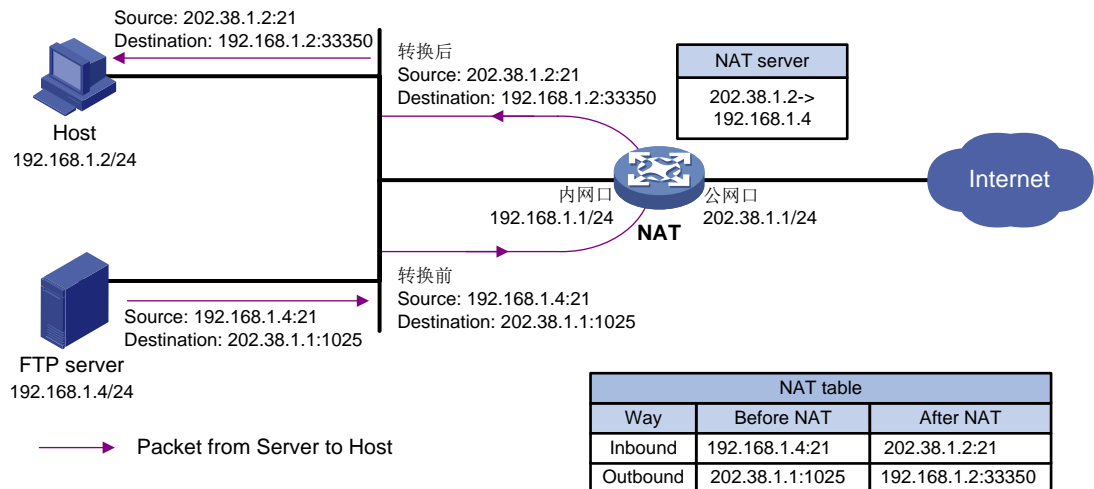 Source: 202.38.1.2:21
Destination: 192.168.1.2:33350
转换后
Source: 202.38.1.2:21
Destination: 192.168.1.2:33350
NAT server
202.38.1.2->
192.168.1.4
Host
192.168.1.2/24
Internet
内网口
192.168.1.1/24
NAT
公网口
202.38.1.1/24
转换前
Source: 192.168.1.4:21
Destination: 202.38.1.1:1025
Source: 192.168.1.4:21
Destination: 202.38.1.1:1025
FTP server
192.168.1.4/24
Packet from Server to Host
NAT table
Way Before NAT After NAT
Inbound 192.168.1.4:21 202.38.1.2:21
Outbound 202.38.1.1:1025 192.168.1.2:33350